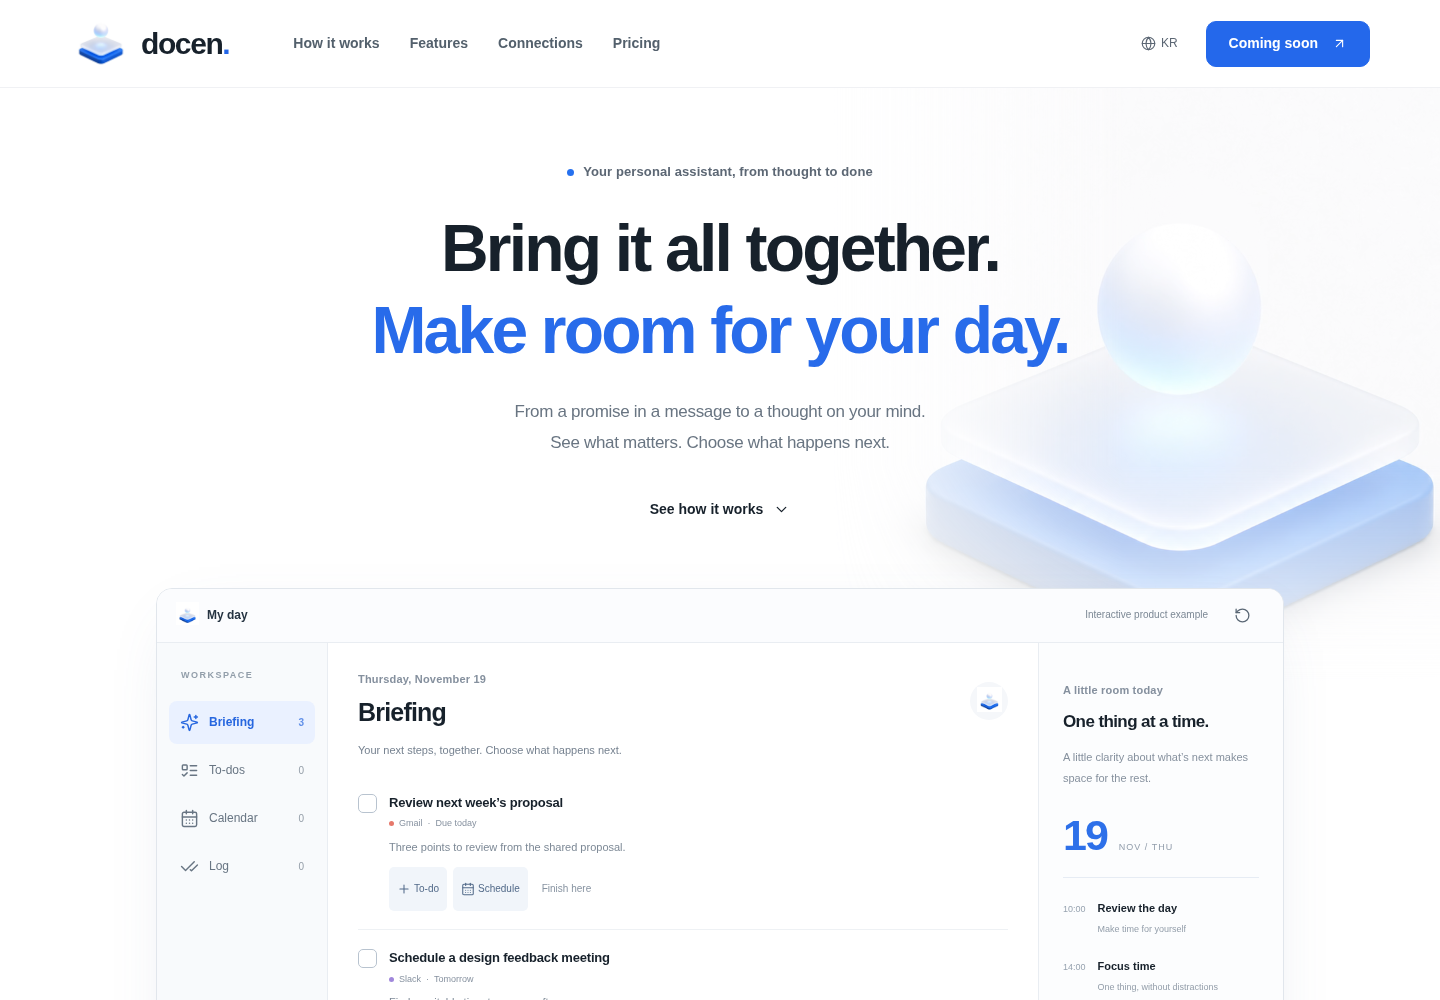 docen.
How it works
Features
Connections
Pricing
KR
Coming soon
Your personal assistant, from thought to done
Bring it all together.
Make room for your day.
From a promise in a message to a thought on your mind.
See what matters. Choose what happens next.
See how it works
My day
Interactive product example
WORKSPACE
Briefing 3
To-dos 0
Calendar 0
Log 0
Thursday, November 19
Briefing
Your next steps, together. Choose what happens next.
Review next week’s proposal
Gmail · Due today
Three points to review from the shared proposal.
To-do
Schedule
Finish here
Schedule a design feedback meeting
Slack · Tomorrow
A little room today
One thing at a time.
A little clarity about what’s next makes
space for the rest.
19 NOV / THU
10:00 Review the day
Make time for yourself
14:00 Focus time
One thing, without distractions